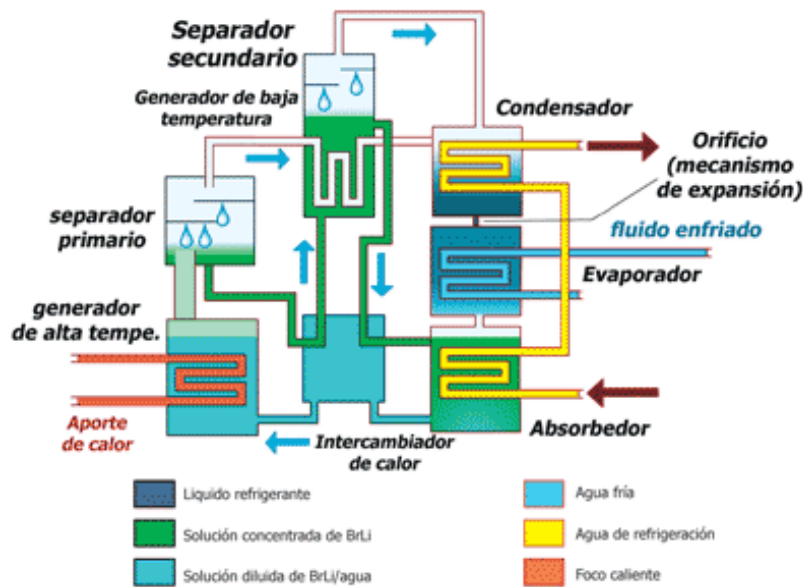 Separador
secundario
Generador de baja
temperatura
Condensador
Orificio
(mecanismo
de expansión)
separador
primario
fluido enfriado
Evaporador
generador
de alta tempe.
Aporte
de calor
Intercambiador
de calor
Absorbedor
Liquido refrigerante
Agua fría
Solución concentrada de BrLi
Agua de refrigeración
Solución diluida de BrLi/agua
Foco caliente